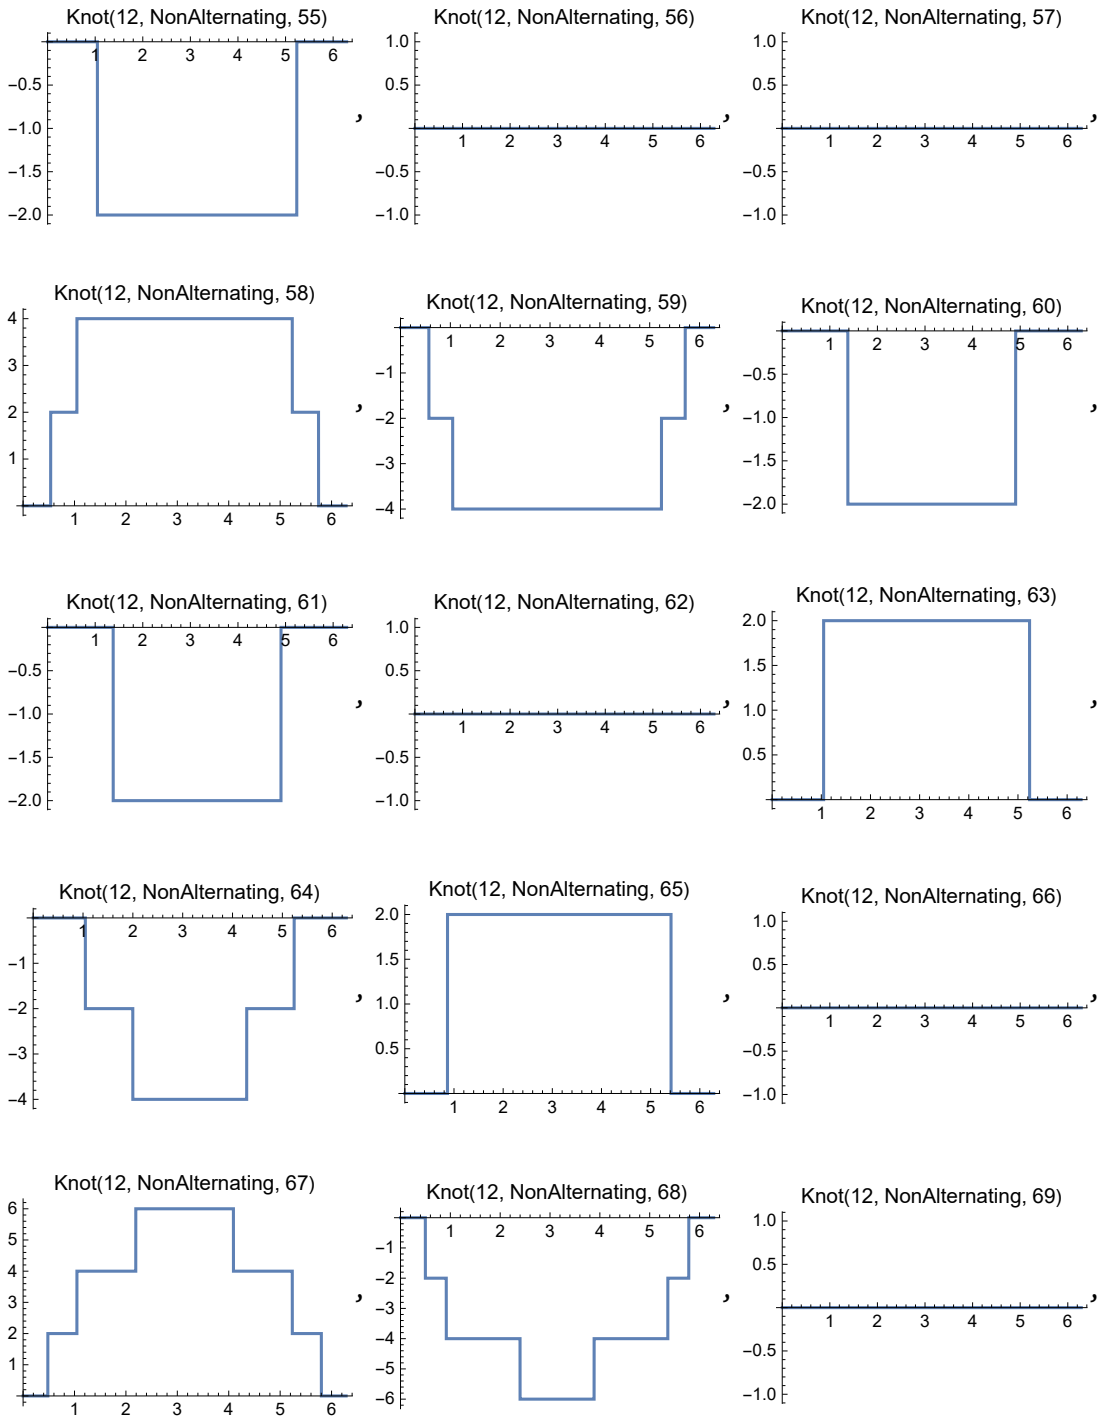 Knot(12, NonAlternating, 55)
1 2 3 4 5 6
−0.5
−1.0
−1.5
−2.0
,
Knot(12, NonAlternating, 56)
1.0
0.5
1 2 3 4 5 6
−0.5
−1.0
,
Knot(12, NonAlternating, 57)
1.0
0.5
1 2 3 4 5 6
−0.5
−1.0
,
Knot(12, NonAlternating, 58)
4
3
2
1
1 2 3 4 5 6
,
Knot(12, NonAlternating, 59)
1 2 3 4 5 6
−1
−2
−3
−4
,
Knot(12, NonAlternating, 60)
1 2 3 4 5 6
−0.5
−1.0
−1.5
−2.0
,
Knot(12, NonAlternating, 61)
1 2 3 4 5 6
−0.5
−1.0
−1.5
−2.0
,
Knot(12, NonAlternating, 62)
1.0
0.5
1 2 3 4 5 6
−0.5
−1.0
,
Knot(12, NonAlternating, 63)
2.0
1.5
1.0
0.5
1 2 3 4 5 6
,
Knot(12, NonAlternating, 64)
1 2 3 4 5 6
−1
−2
−3
−4
,
Knot(12, NonAlternating, 65)
2.0
1.5
1.0
0.5
1 2 3 4 5 6
,
Knot(12, NonAlternating, 66)
1.0
0.5
1 2 3 4 5 6
−0.5
−1.0
,
Knot(12, NonAlternating, 67)
6
5
4
3
2
1
1 2 3 4 5 6
,
Knot(12, NonAlternating, 68)
1 2 3 4 5 6
−1
−2
−3
−4
−5
−6
,
Knot(12, NonAlternating, 69)
1.0
0.5
1 2 3 4 5 6
−0.5
−1.0
,